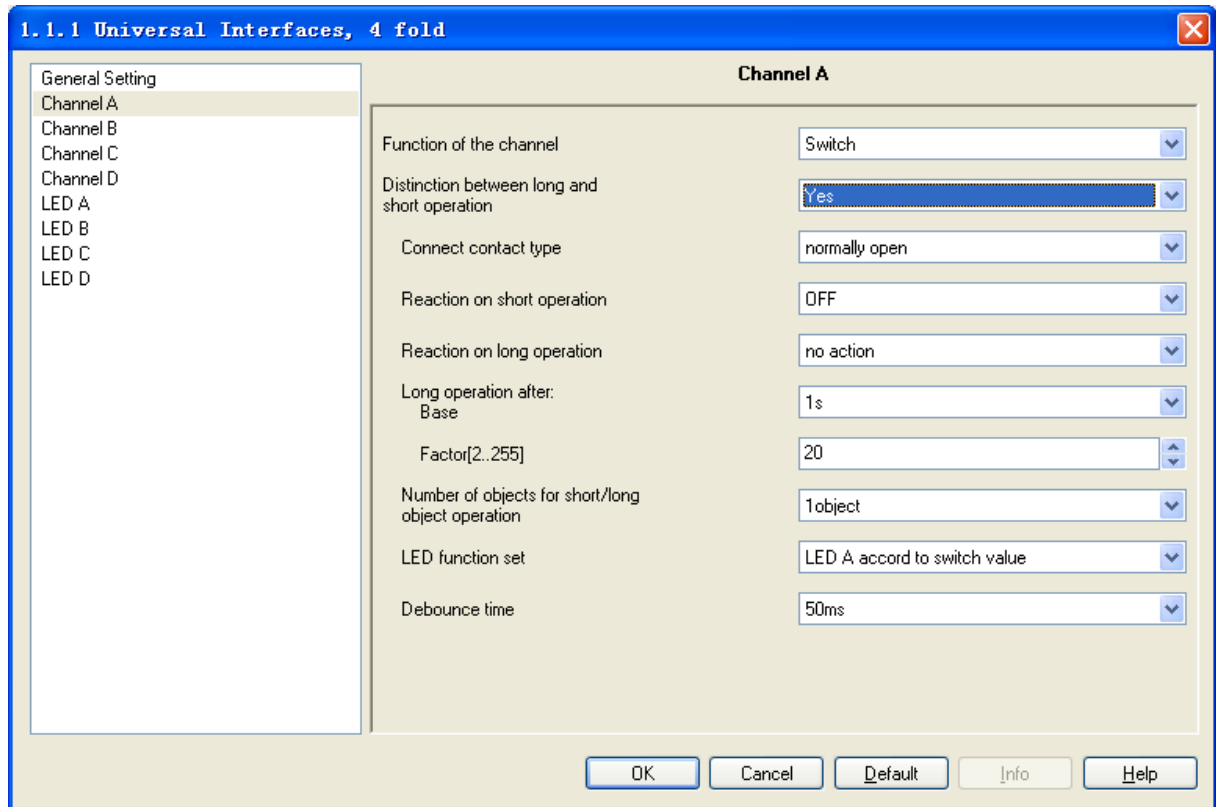 1.1.1 Universal Interfaces, 4 fold
General Setting
Channel A
Channel B
Channel C
Channel D
LED A
LED B
LED C
LED D
Channel A
Function of the channel
Switch
Distinction between long and
short operation
Yes
Connect contact type
normally open
Reaction on short operation
OFF
Reaction on long operation
no action
Long operation after:
Base
1s
Factor[2..255]
20
Number of objects for short/long
object operation
1object
LED function set
LED A accord to switch value
Debounce time
50ms
OK
Cancel
Default
Info
Help